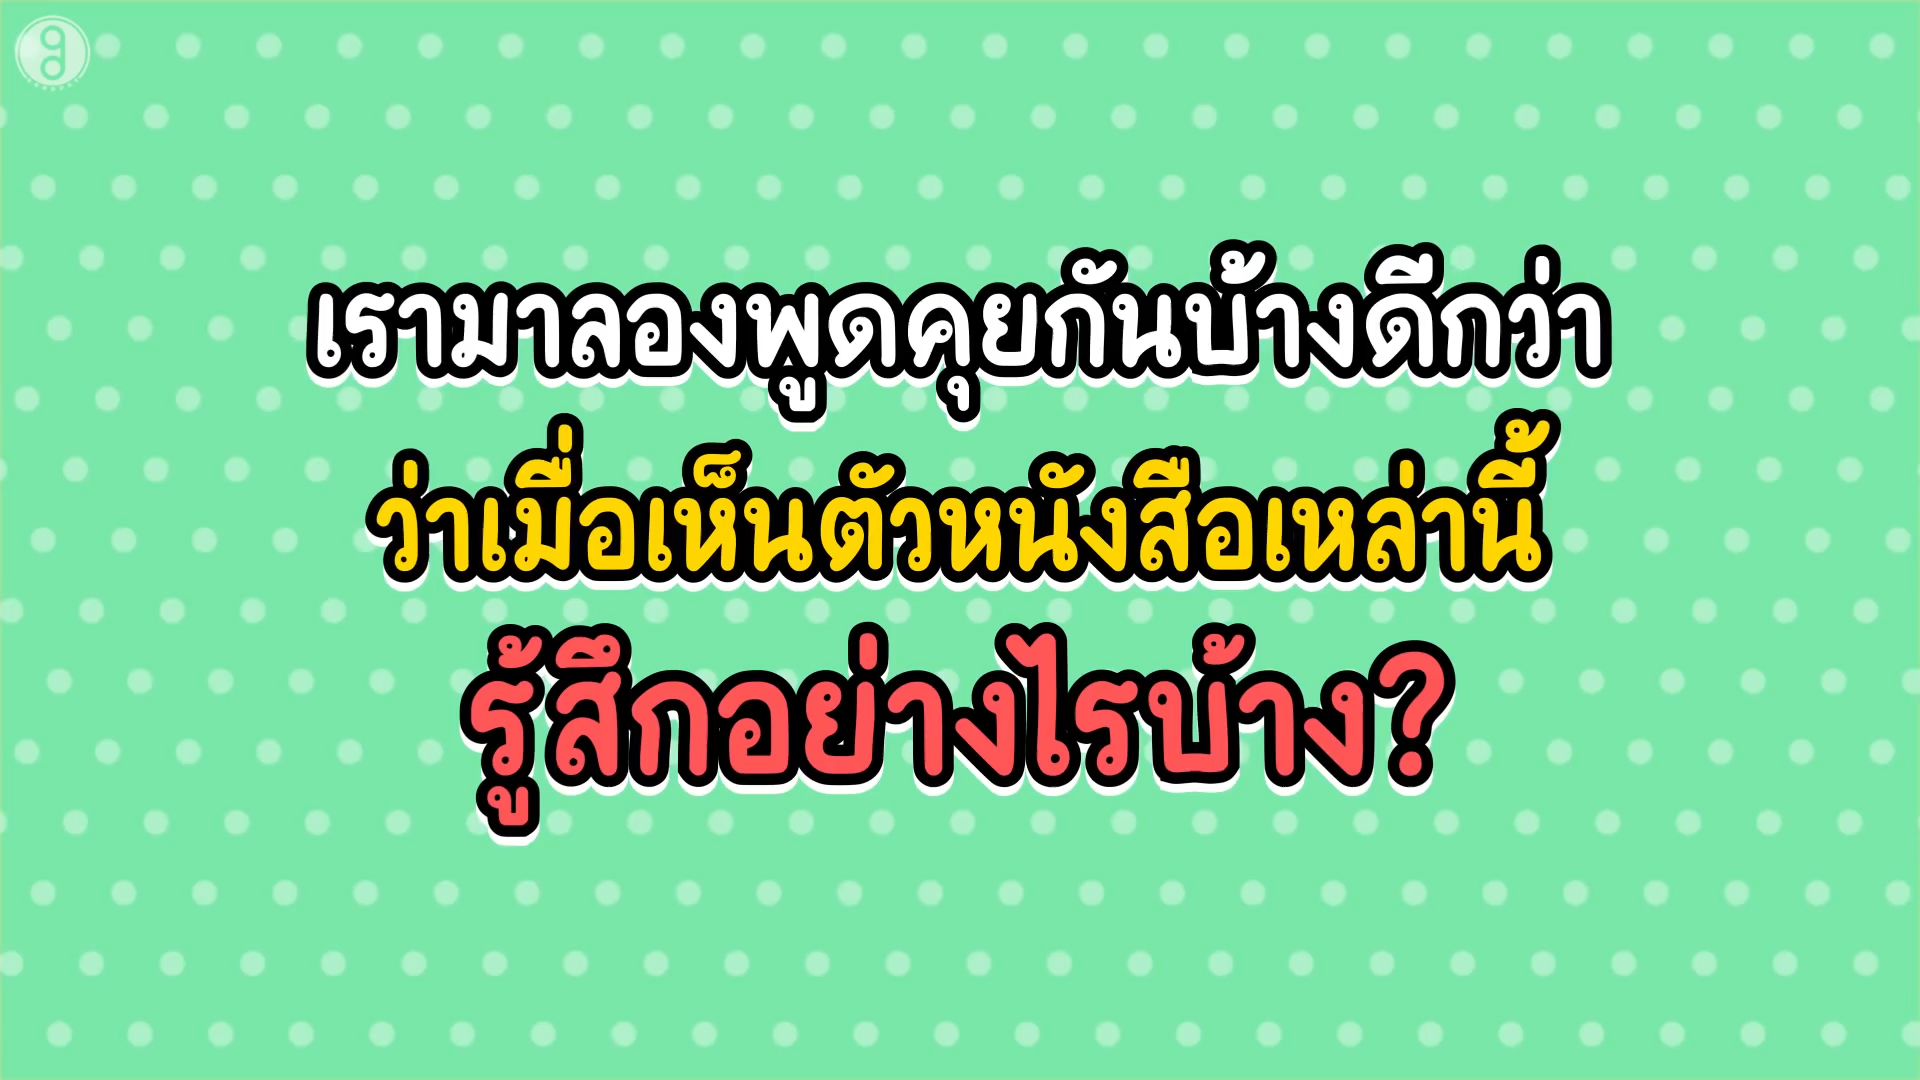 เรามาลองพูดคุยกันบ้างดีกว่า
ว่าเมื่อเห็นตัวหนังสือเหล่านี้
รู้สึกอย่างไรบ้าง?